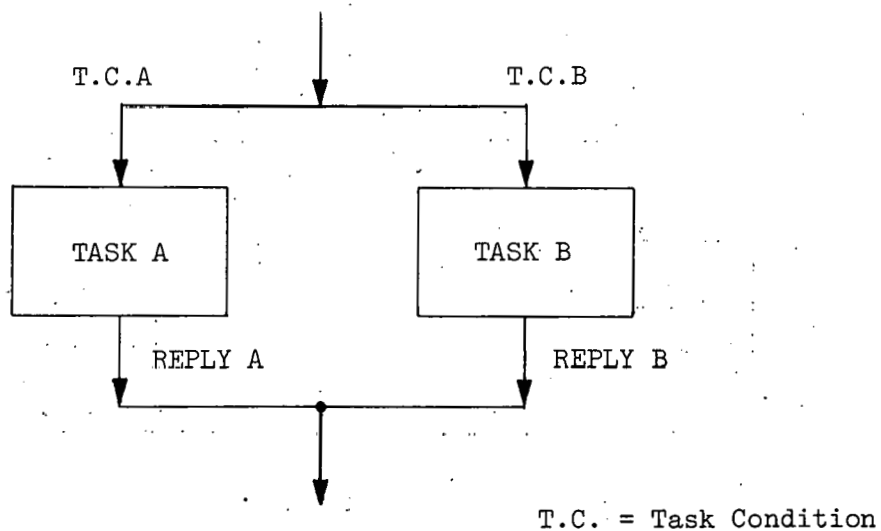 T.C.A
T.C.B
TASK A
TASK B
REPLY A
REPLY B
T.C. = Task Condition